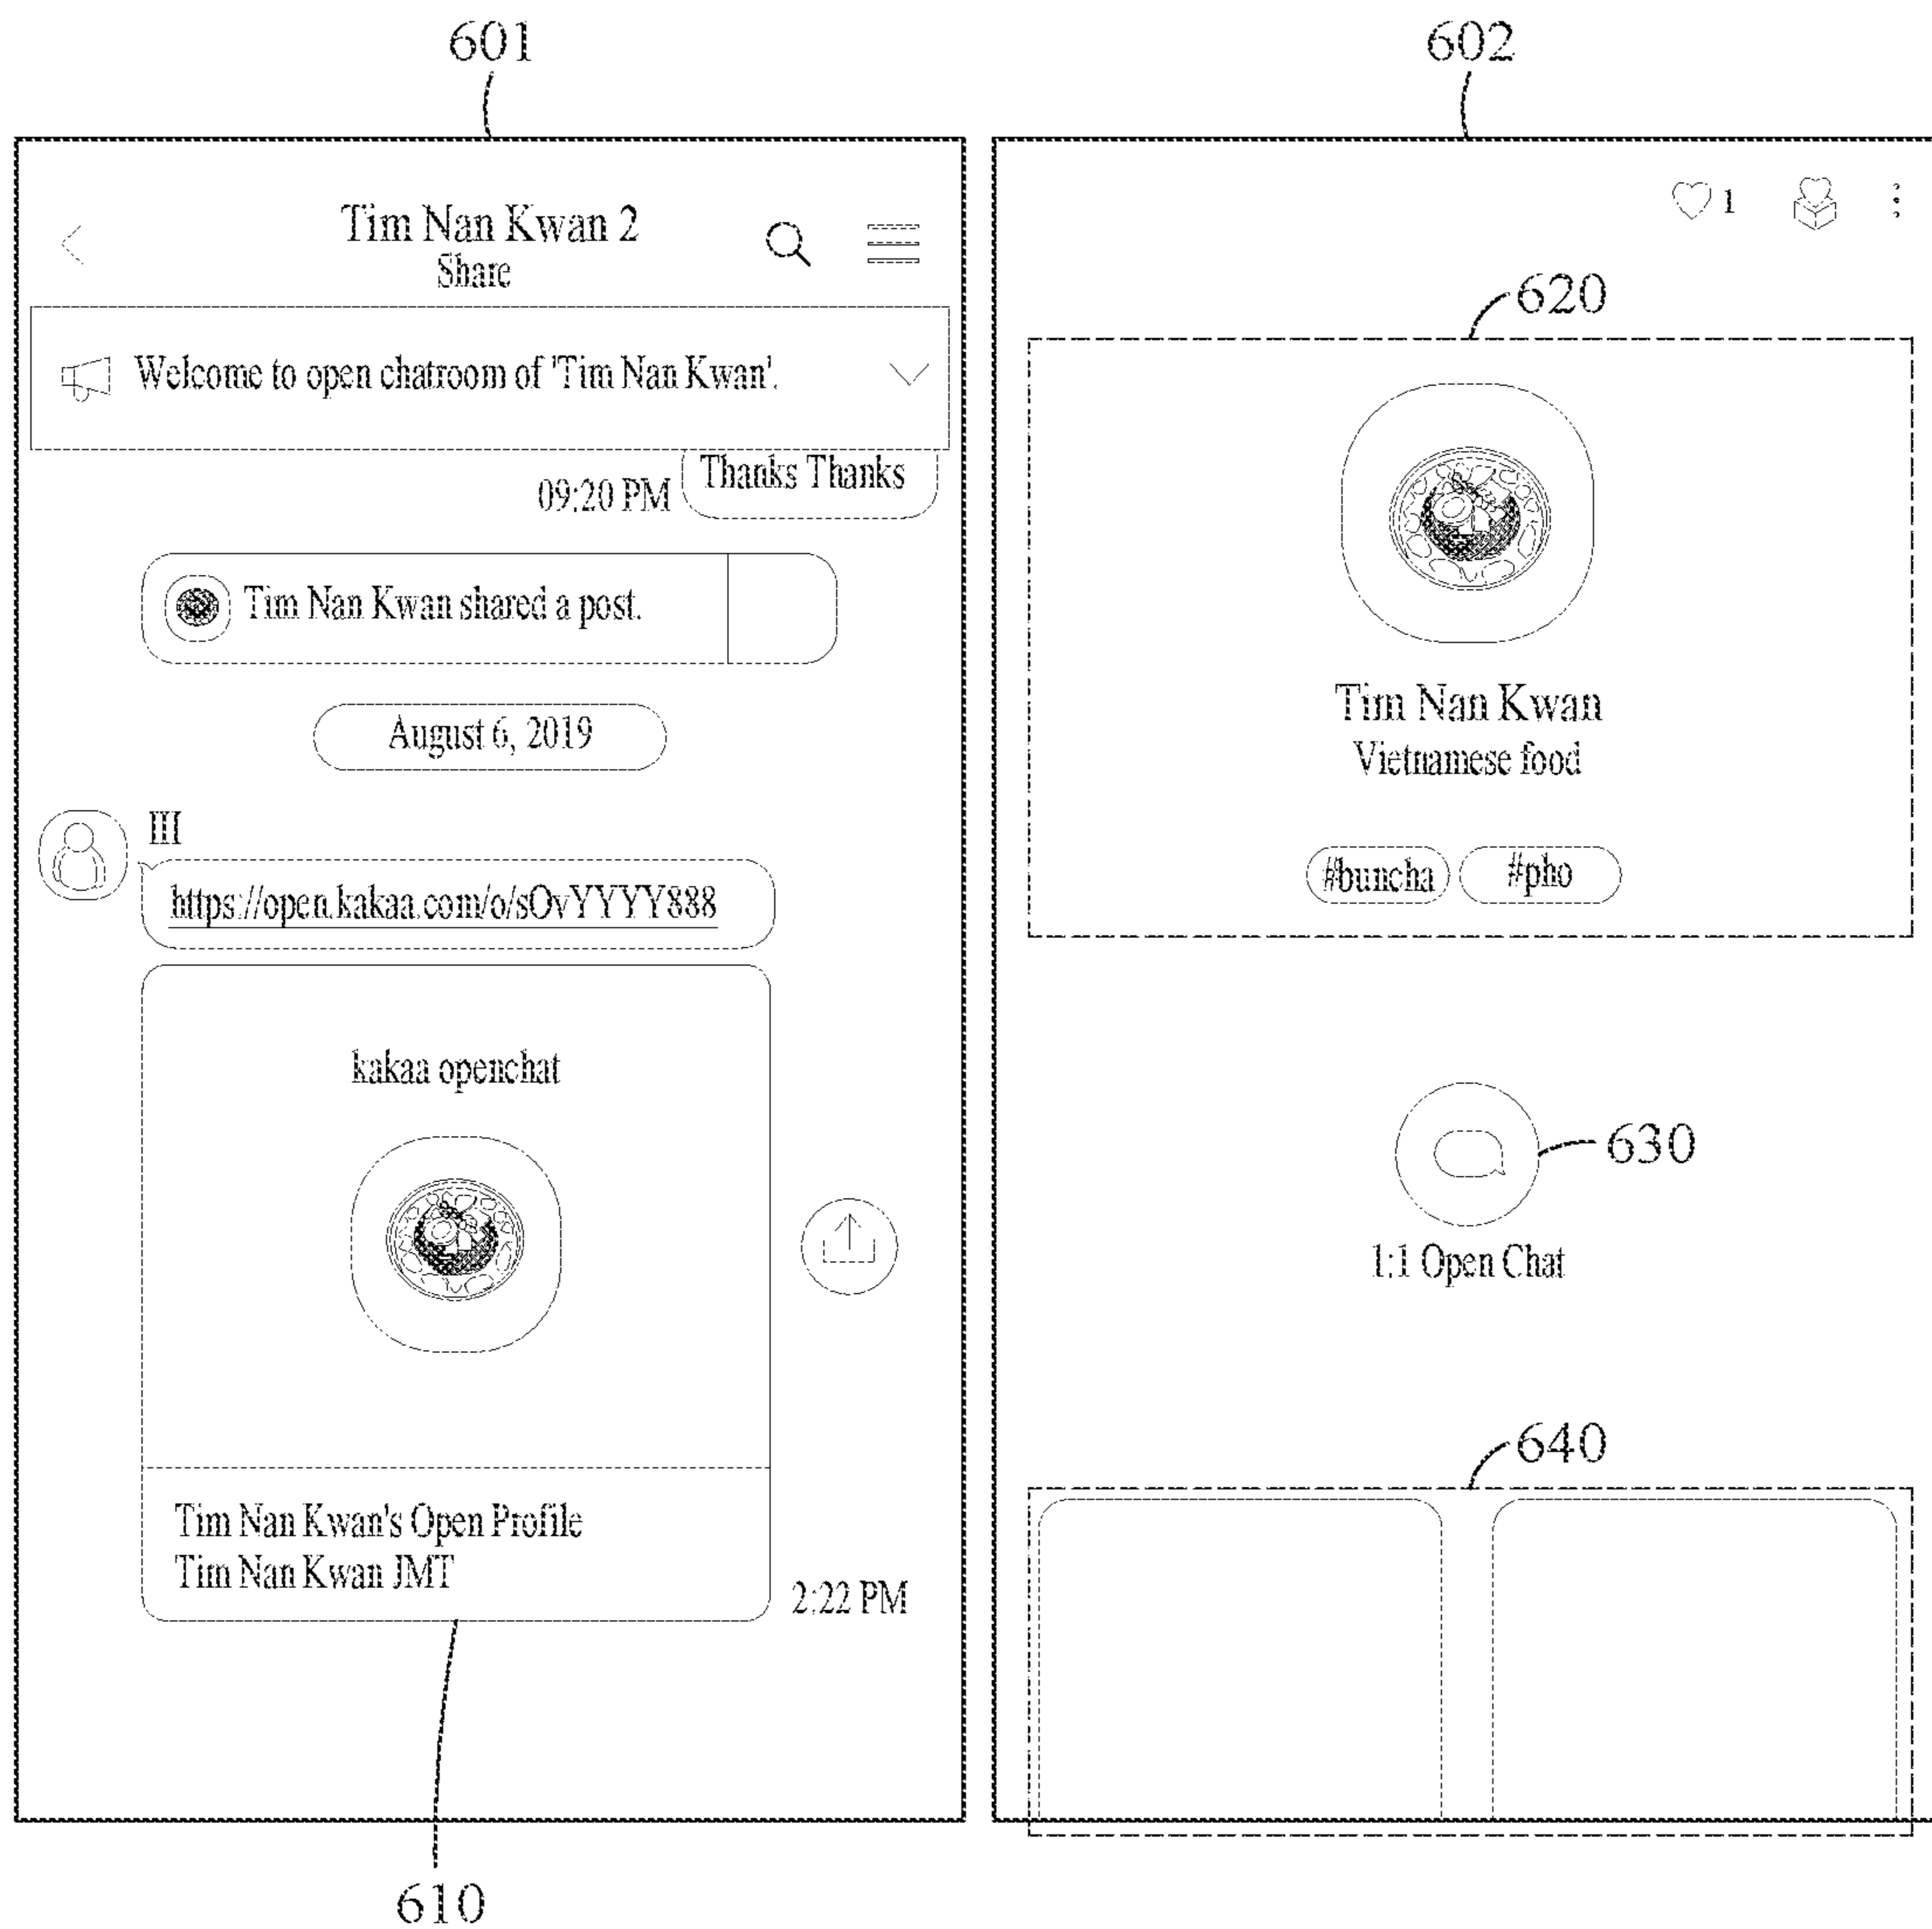 601
Tim Nan Kwan 2
Share
Welcome to open chatroom of 'Tim Nan Kwan'.
Thanks Thanks
09:20 PM
Tim Nan Kwan shared a post.
August 6, 2019
III
https://open.kakaa.com/o/sOvYYYY888
kakaa openchat
Tim Nan Kwan's Open Profile
Tim Nan Kwan JMT
2:22 PM
610
602
1
620
Tim Nan Kwan
Vietnamese food
#buncha #pho
630
1:1 Open Chat
640